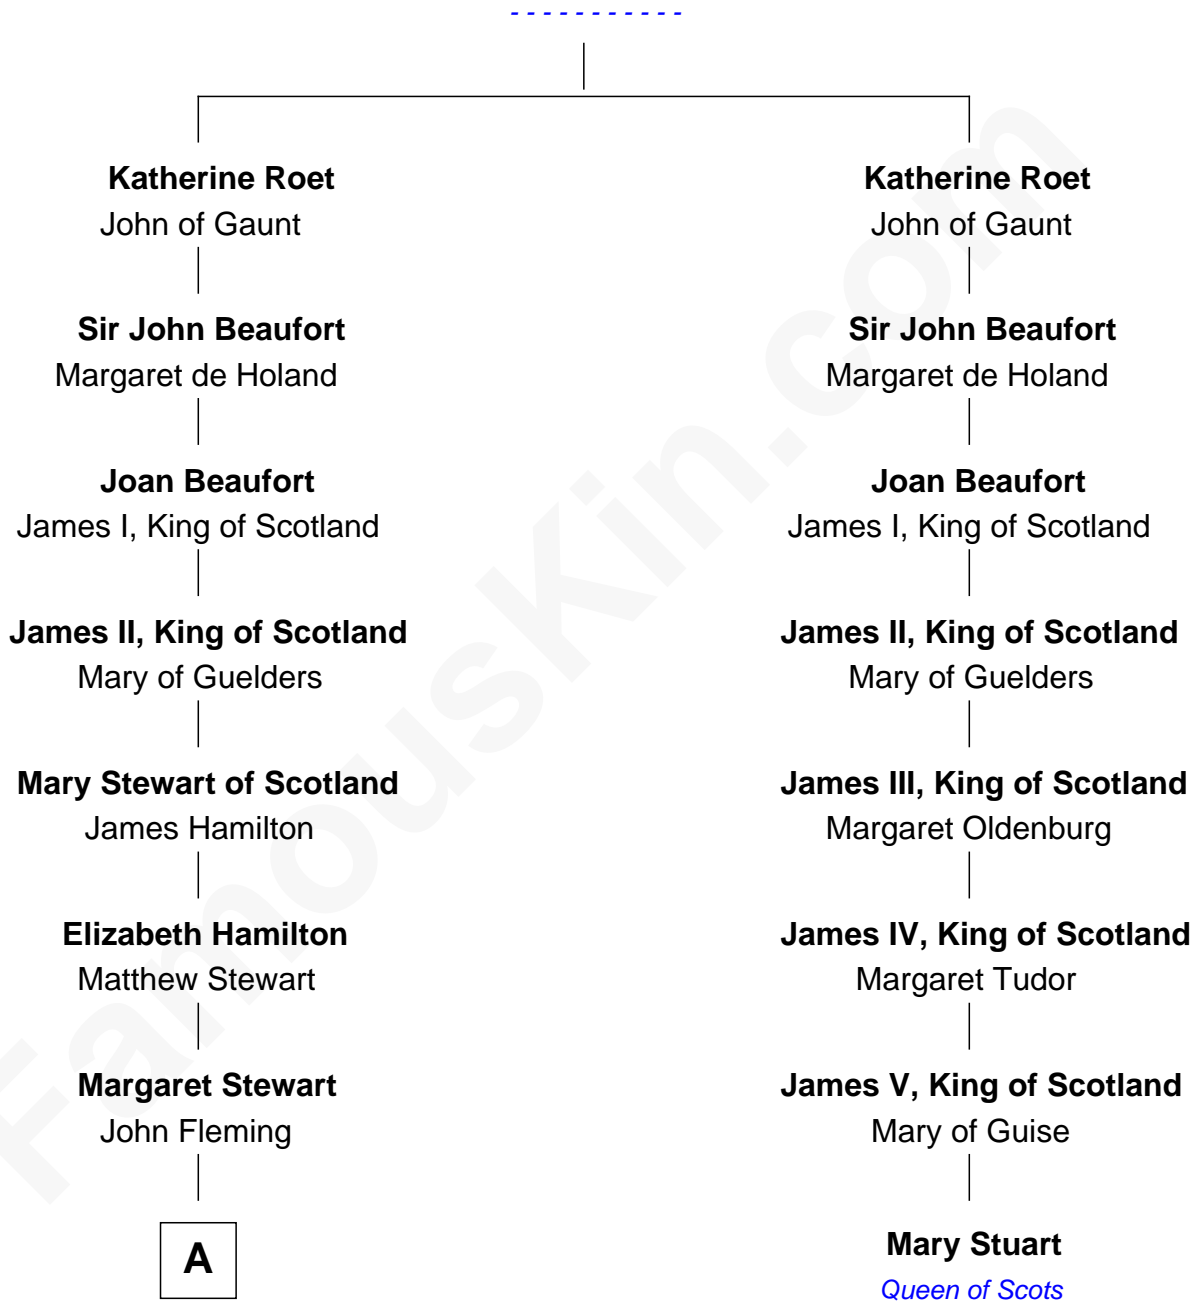 - - - - - - - - - - -
Katherine Roet
John of Gaunt
Sir John Beaufort
Margaret de Holand
Joan Beaufort
James I, King of Scotland
James II, King of Scotland
Mary of Guelders
Mary Stewart of Scotland
James Hamilton
Elizabeth Hamilton
Matthew Stewart
Margaret Stewart
John Fleming
A
Katherine Roet
John of Gaunt
Sir John Beaufort
Margaret de Holand
Joan Beaufort
James I, King of Scotland
James II, King of Scotland
Mary of Guelders
James III, King of Scotland
Margaret Oldenburg
James IV, King of Scotland
Margaret Tudor
James V, King of Scotland
Mary of Guise
Mary Stuart
Queen of Scots
FamousKin.com